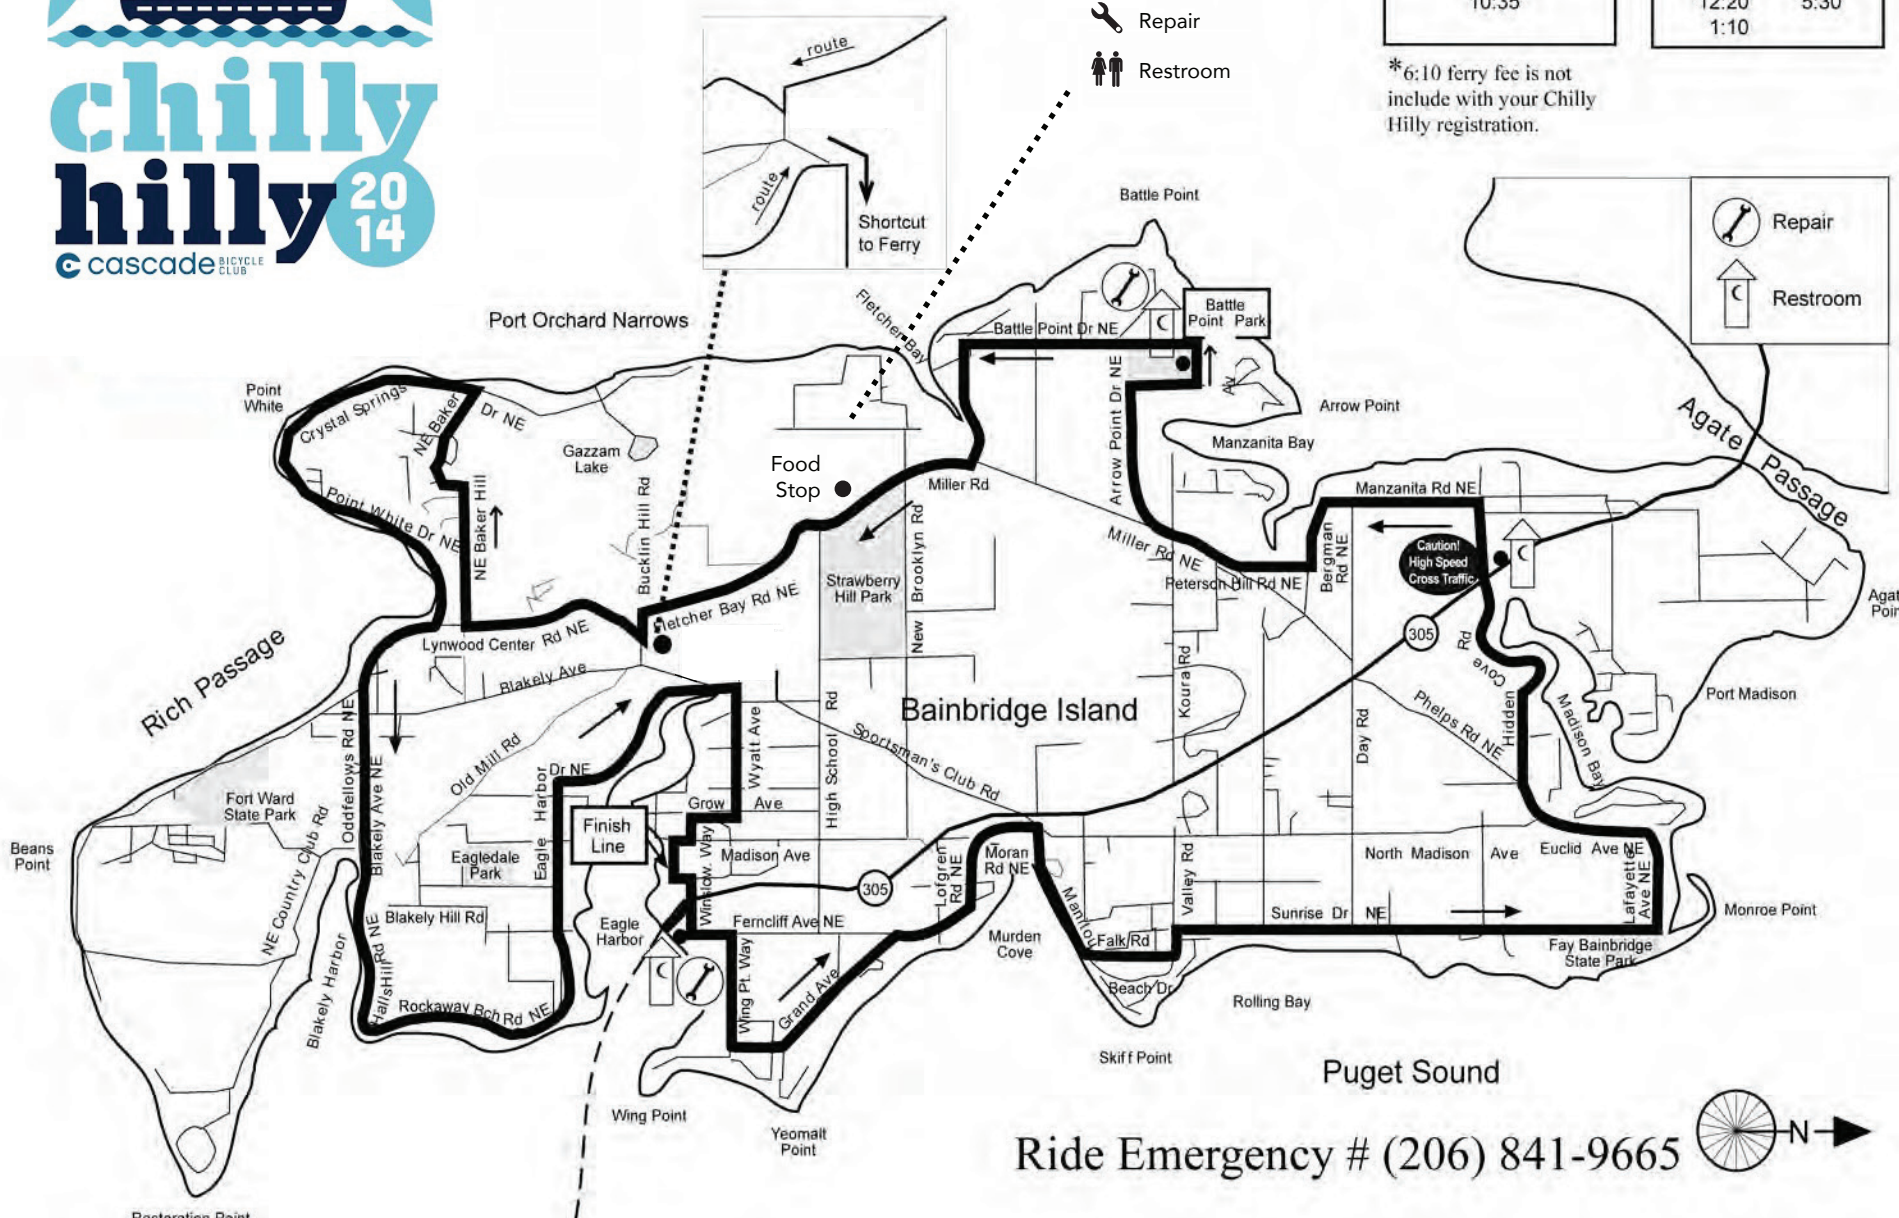 chilly
hilly
20
14
cascade BICYCLE
CLUB
route
route
Shortcut
to Ferry
Repair
Restroom
10:35
12:20 5:30
1:10
*6:10 ferry fee is not
include with your Chilly
Hilly registration.
Repair
Restroom
Battle Point
Battle
Point Park
Port Orchard Narrows
Fletcher Bay
Battle Point Dr NE
Point
White
Crystal Springs
NE Baker
Dr NE
Gazzam
Lake
Food
Stop
Miller Rd
Arrow Point Dr NE
Av
Arrow Point
Manzanita Bay
Agate Passage
Manzanita Rd NE
Point White Dr NE
NE Baker Hill
NE
Bucklin Hill Rd
Fletcher Bay Rd NE
Strawberry
Hill Park
New Brooklyn Rd
Miller Rd NE
Peterson Hill Rd NE
Bergman
Rd NE
Caution!
High Speed
Cross Traffic
305
Agat
Poin
Rich Passage
Lynwood Center Rd NE
Blakely Ave
Bainbridge Island
Koura Rd
Hidden Cove Rd
Phelps Rd NE
Day Rd
Madison Bay
Port Madison
Oddfellows Rd NE
Blakely Ave NE
Old Mill Rd
Wyatt Ave
High School Rd
Sportsman's Club Rd
Fort Ward
State Park
Eagle Harbor Dr NE
Finish
Line
Grow Ave
Beans
Point
NE Country Club Rd
Eagledale
Park
Winslow. Way
Madison Ave
305
Lofgren
Rd NE
Moran
Rd NE
Valley Rd
North Madison Ave
Euclid Ave NE
Lafayette
Ave NE
Blakely Hill Rd
Eagle
Harbor
Ferncliff Ave NE
Manitou
Falk Rd
Sunrise Dr NE
Monroe Point
Blakely Harbor
HallsHill Rd NE
Rockaway Bch Rd NE
Wing Pt. Way
Grand Ave
Murden
Cove
Fay Bainbridge
State Park
Beach Dr
Rolling Bay
Skiff Point
Puget Sound
Wing Point
Yeomalt
Point
Ride Emergency # (206) 841-9665
N
Restoration Point